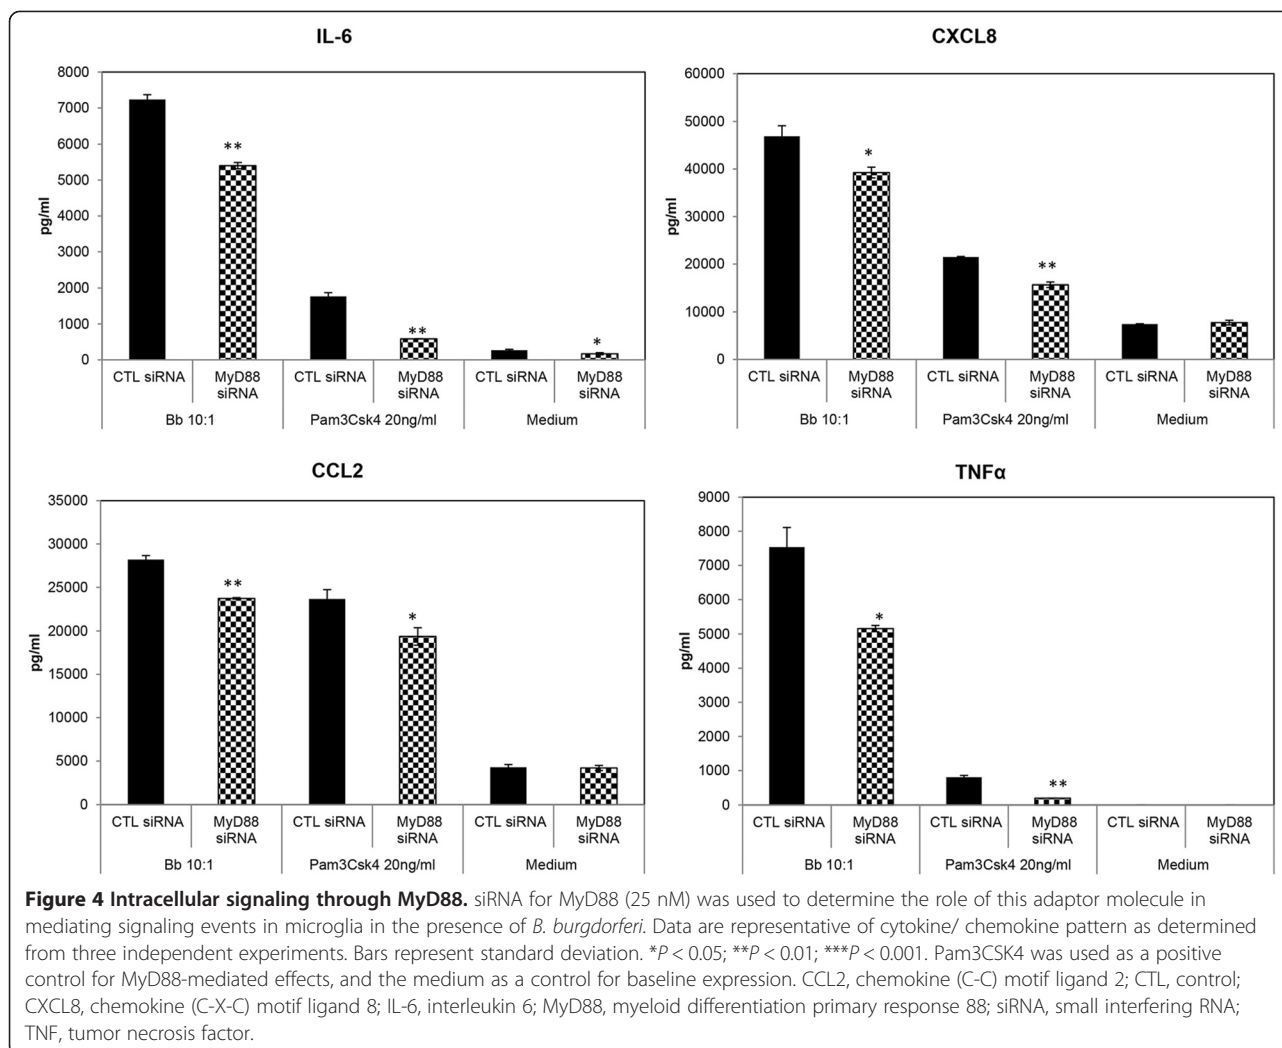 IL-6
8000
7000
6000
5000
4000
3000
2000
1000
0
pg/ml
**
**
*
CTL siRNA MyD88 siRNA CTL siRNA MyD88 siRNA CTL siRNA MyD88 siRNA
Bb 10:1 Pam3Csk4 20ng/ml Medium
CXCL8
60000
50000
40000
30000
20000
10000
0
pg/ml
*
**
CTL siRNA MyD88 siRNA CTL siRNA MyD88 siRNA CTL siRNA MyD88 siRNA
Bb 10:1 Pam3Csk4 20ng/ml Medium
CCL2
35000
30000
25000
20000
15000
10000
5000
0
pg/ml
**
*
CTL siRNA MyD88 siRNA CTL siRNA MyD88 siRNA CTL siRNA MyD88 siRNA
Bb 10:1 Pam3Csk4 20ng/ml Medium
TNFα
9000
8000
7000
6000
5000
4000
3000
2000
1000
0
pg/ml
*
**
CTL siRNA MyD88 siRNA CTL siRNA MyD88 siRNA CTL siRNA MyD88 siRNA
Bb 10:1 Pam3Csk4 20ng/ml Medium
Figure 4 Intracellular signaling through MyD88. siRNA for MyD88 (25 nM) was used to determine the role of this adaptor molecule in
mediating signaling events in microglia in the presence of B. burgdorferi. Data are representative of cytokine/ chemokine pattern as determined
from three independent experiments. Bars represent standard deviation. *P < 0.05; **P < 0.01; ***P < 0.001. Pam3CSK4 was used as a positive
control for MyD88-mediated effects, and the medium as a control for baseline expression. CCL2, chemokine (C-C) motif ligand 2; CTL, control;
CXCL8, chemokine (C-X-C) motif ligand 8; IL-6, interleukin 6; MyD88, myeloid differentiation primary response 88; siRNA, small interfering RNA;
TNF, tumor necrosis factor.